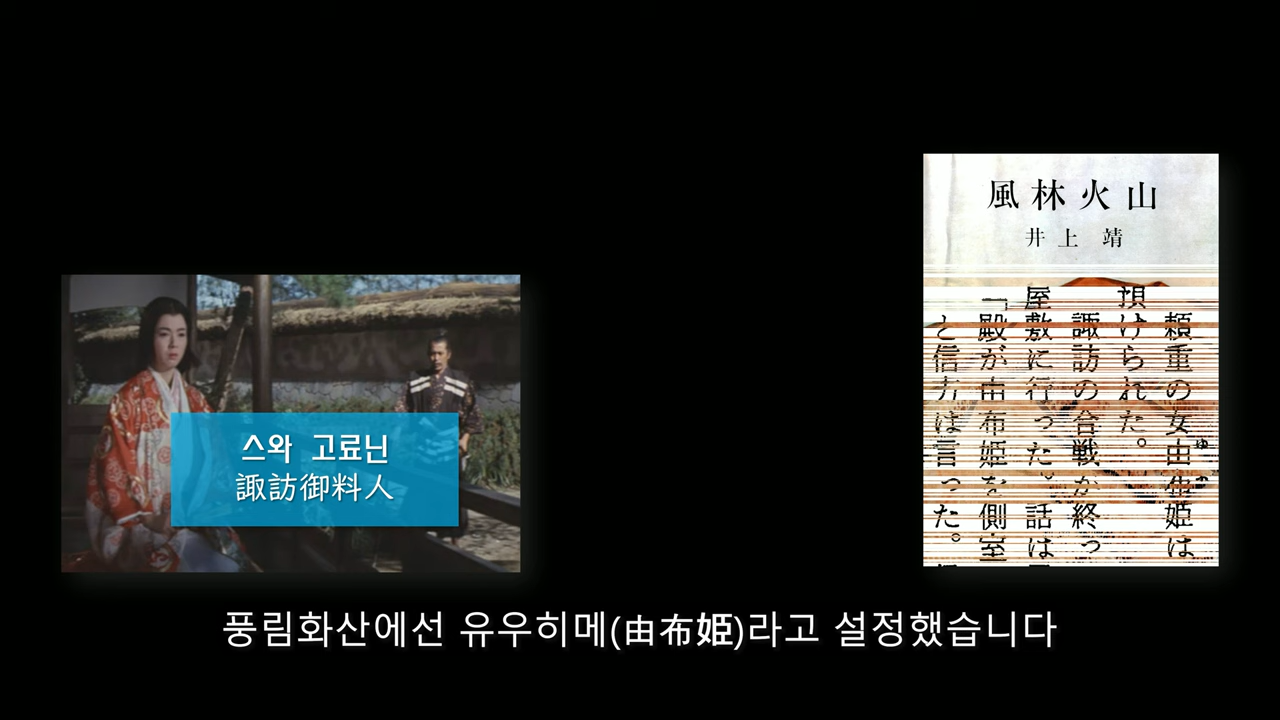 風林火山
井上 靖
頼重の女由布姫は
預けられた。
諏訪の合戦が終っ
屋敷に行った。話は
「殿が由布姫を側室
と信方は言った。
스와 고료닌
諏訪御料人
풍림화산에선 유우히메(由布姫)라고 설정했습니다